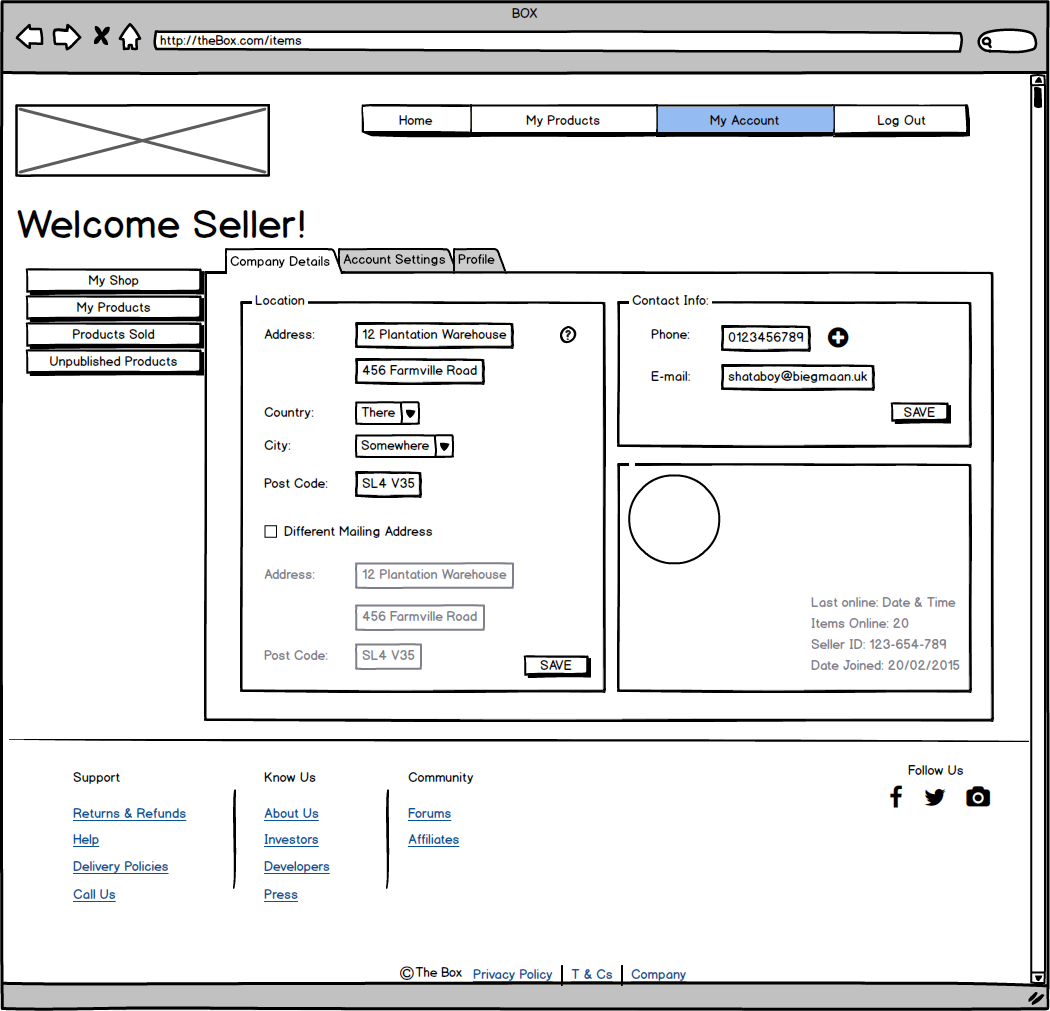 BOX
http://theBox.com/items
Home
My Products
My Account
Log Out
Welcome Seller!
My Shop
My Products
Products Sold
Unpublished Products
Company Details
Account Settings
Profile
Location
Address:
12 Plantation Warehouse
?
456 Farmville Road
Country:
There
City:
Somewhere
Post Code:
SL4 V35
Different Mailing Address
Address:
12 Plantation Warehouse
456 Farmville Road
Post Code:
SL4 V35
SAVE
Contact Info:
Phone:
0123456789
E-mail:
shataboy@biegmaan.uk
SAVE
Last online: Date & Time
Items Online: 20
Seller ID: 123-654-789
Date Joined: 20/02/2015
Support
Returns & Refunds
Help
Delivery Policies
Call Us
Know Us
About Us
Investors
Developers
Press
Community
Forums
Affiliates
Follow Us
©The Box
Privacy Policy
T & Cs
Company